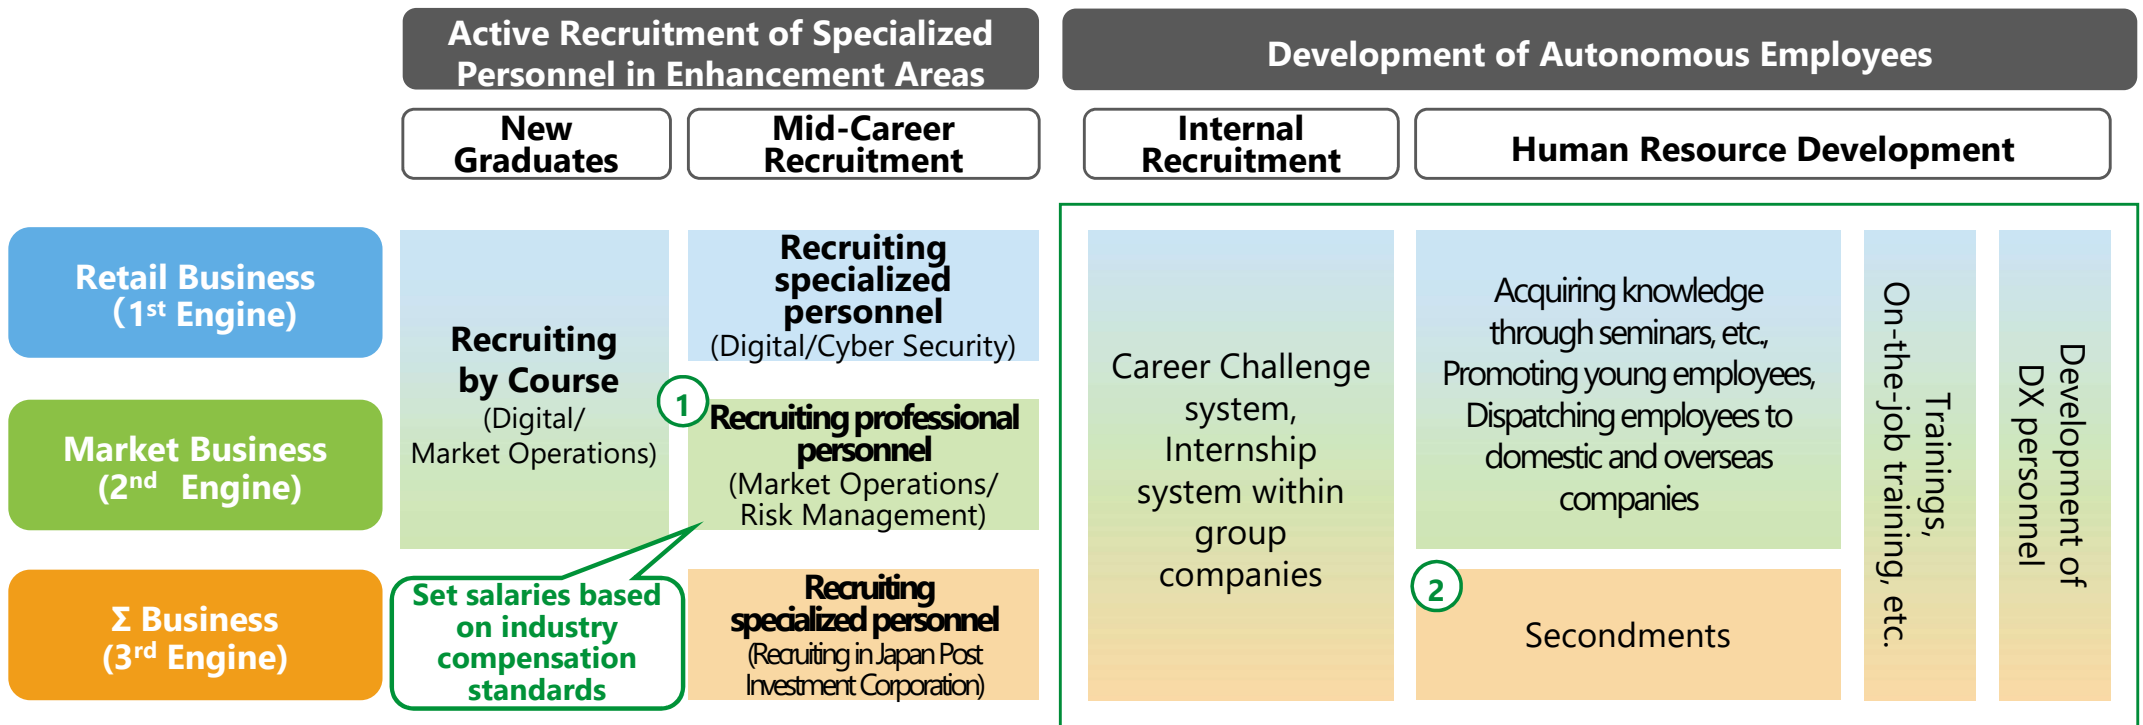 Active Recruitment of Specialized
Personnel in Enhancement Areas
Development of Autonomous Employees
New
Graduates
Mid-Career
Recruitment
Internal
Recruitment
Human Resource Development
Retail Business
(1st Engine)
Market Business
(2nd Engine)
Σ Business
(3rd Engine)
Recruiting
by Course
(Digital/
Market Operations)
Recruiting
specialized
personnel
(Digital/Cyber Security)
1
Recruiting professional
personnel
(Market Operations/
Risk Management)
Set salaries based
on industry
compensation
standards
Recruiting
specialized personnel
(Recruiting in Japan Post
Investment Corporation)
Career Challenge
system,
Internship
system within
group
companies
Acquiring knowledge
through seminars, etc.,
Promoting young employees,
Dispatching employees to
domestic and overseas
companies
2
Secondments
Trainings,
On-the-job training, etc.
Development of
DX personnel